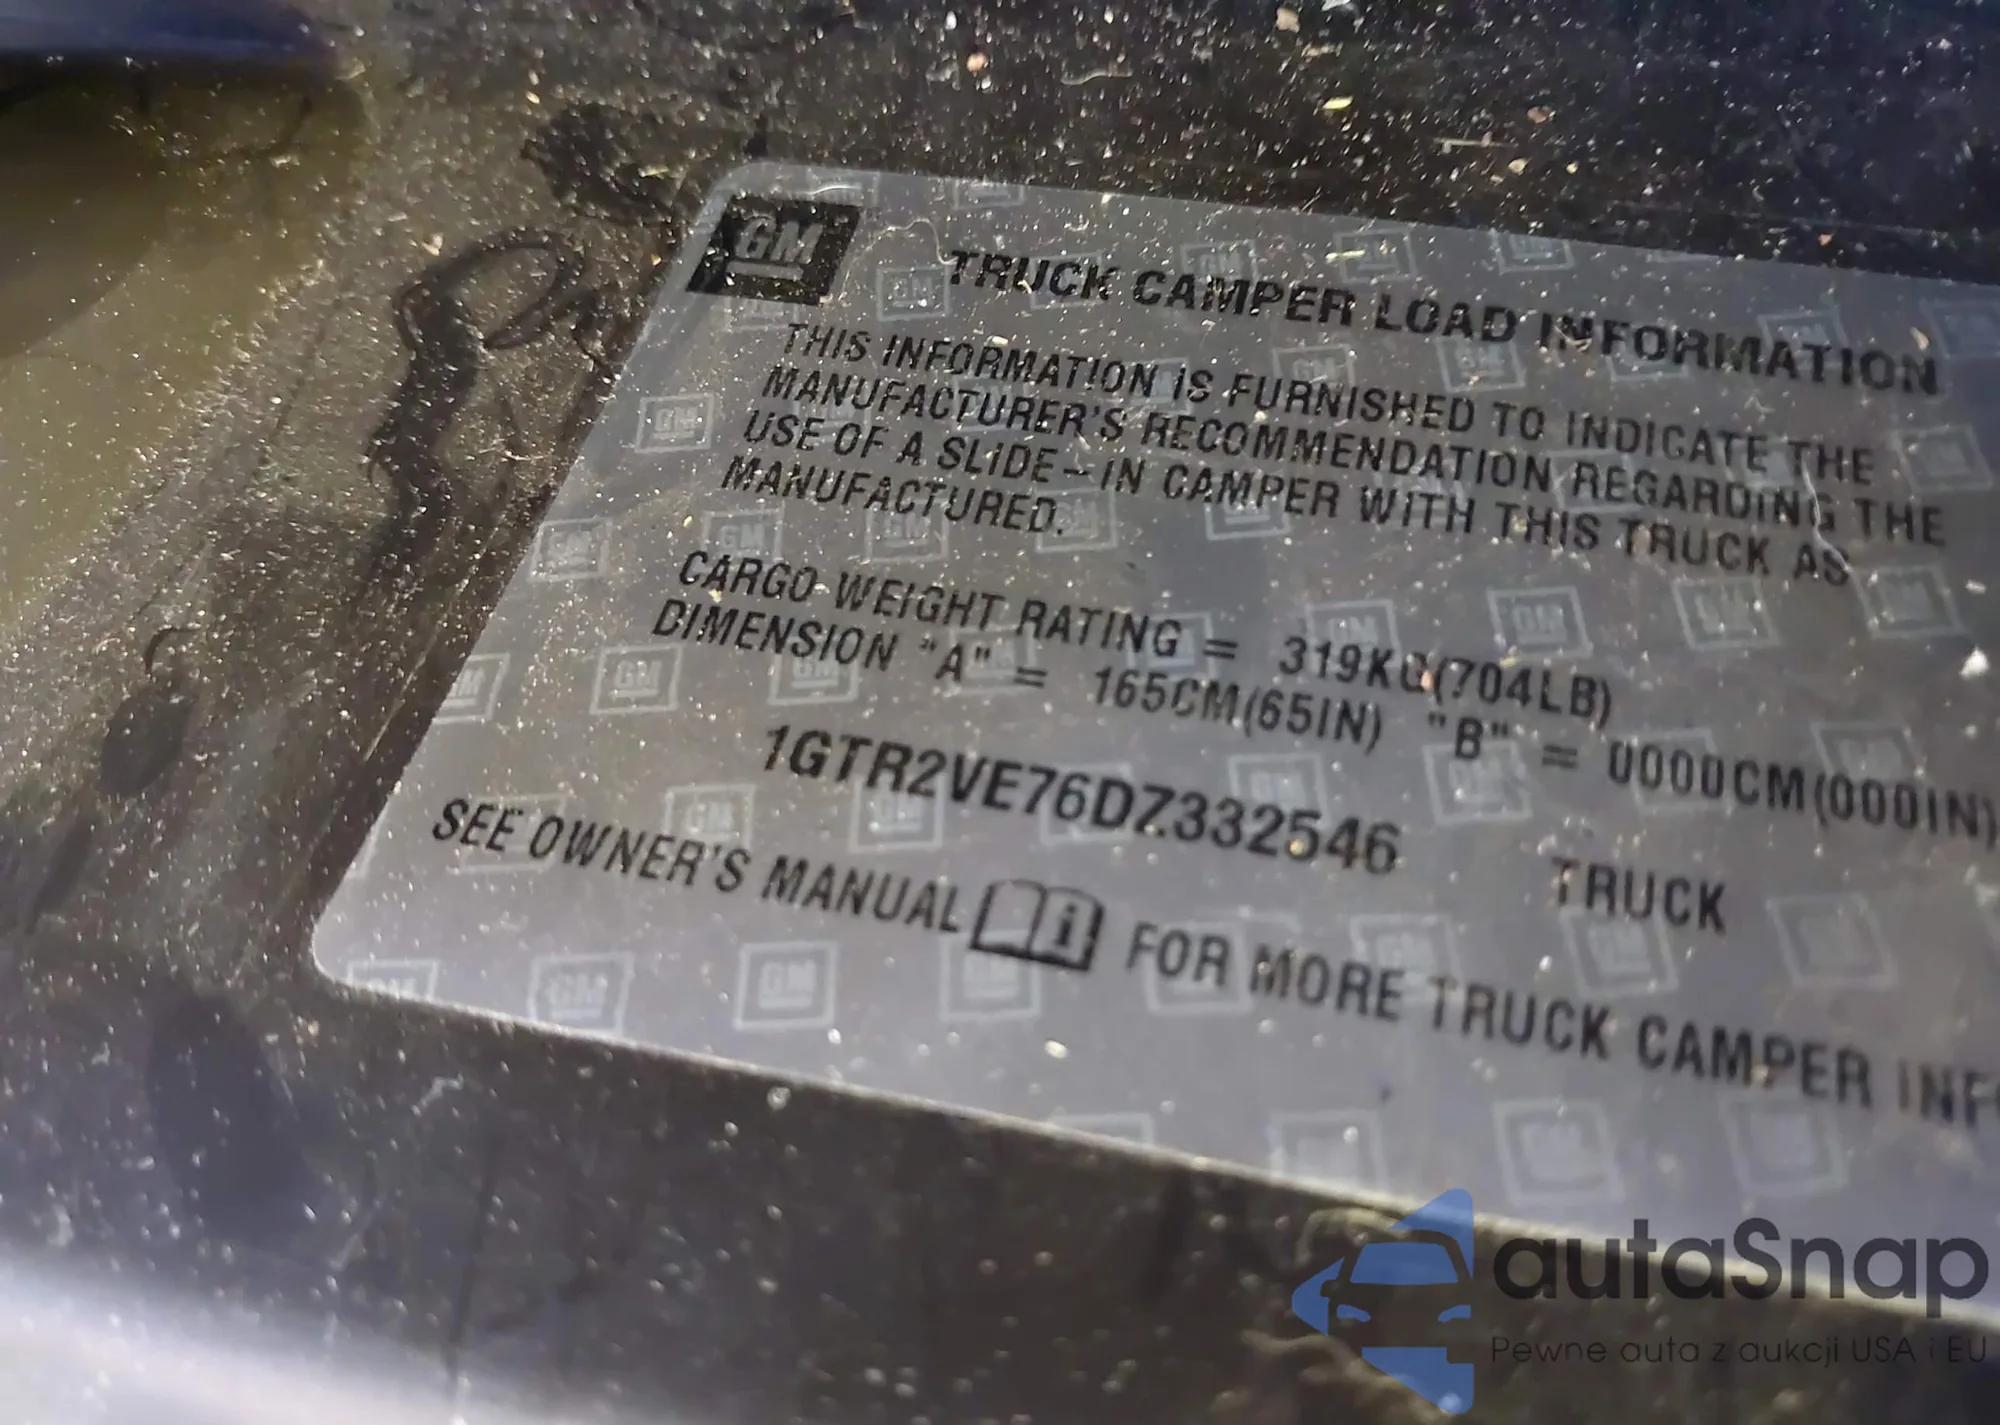 GM
TRUCK CAMPER LOAD INFORMATION
THIS INFORMATION IS FURNISHED TO INDICATE THE
MANUFACTURER'S RECOMMENDATION REGARDING THE
USE OF A SLIDE-IN CAMPER WITH THIS TRUCK AS
MANUFACTURED.
CARGO WEIGHT RATING = 319KG(704LB)
DIMENSION "A" = 165CM(65IN) "B" = 0000CM(000IN)
1GTR2VE76DZ332546 TRUCK
SEE OWNER'S MANUAL FOR MORE TRUCK CAMPER INFO
autaSnap
Pewne auta z aukcji USA i EU